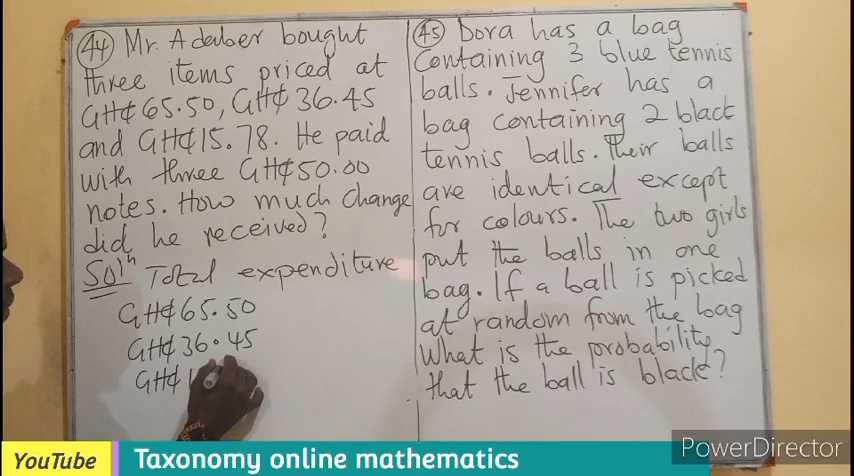 44 Mr. Adaber bought
three items priced at
GH₵65.50, GH₵36.45
and GH₵15.78. He paid
with three GH₵50.00
notes. How much change
did he received?
Solⁿ Total expenditure
GH₵65.50
GH₵36.45
GH₵1
45 Dora has a bag
containing 3 blue tennis
balls. Jennifer has a
bag containing 2 black
tennis balls. Their balls
are identical except
for colours. The two girls
put the balls in one
bag. If a ball is picked
at random from the bag
What is the probability
that the ball is black?
PowerDirector
YouTube Taxonomy online mathematics